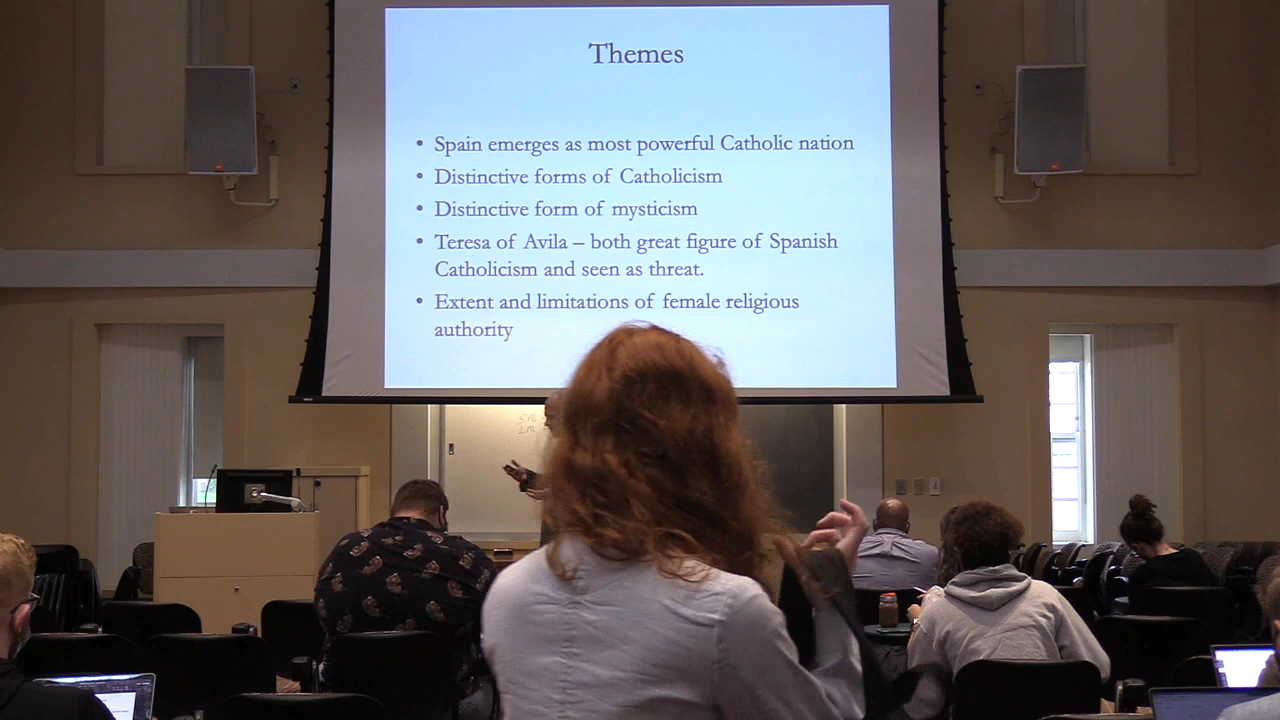 Themes
• Spain emerges as most powerful Catholic nation
• Distinctive forms of Catholicism
• Distinctive form of mysticism
• Teresa of Avila – both great figure of Spanish
Catholicism and seen as threat.
• Extent and limitations of female religious
authority